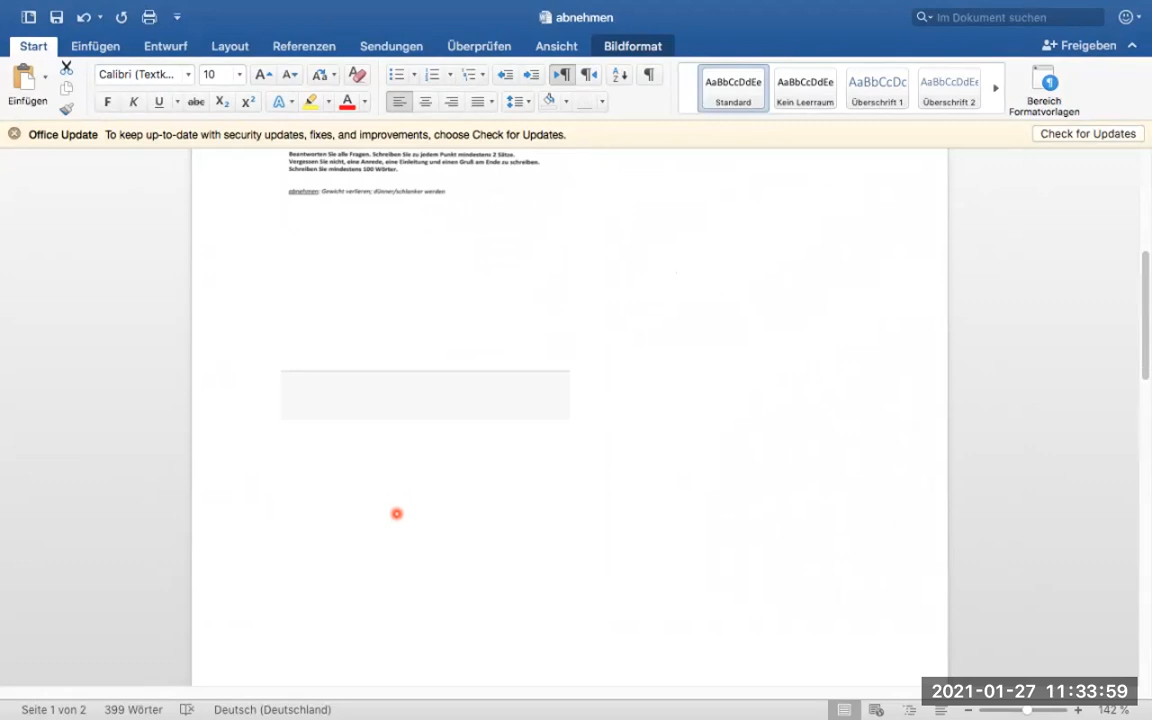 abnehmen
Im Dokument suchen
Start
Einfügen
Entwurf
Layout
Referenzen
Sendungen
Überprüfen
Ansicht
Bildformat
Freigeben
Einfügen
Calibri (Textk...
10
F K U abc X₂ X²
AaBbCcDdEe
Standard
AaBbCcDdEe
Kein Leerraum
AaBbCcDc
Überschrift 1
AaBbCcDdEe
Überschrift 2
Bereich
Formatvorlagen
Office Update To keep up-to-date with security updates, fixes, and improvements, choose Check for Updates.
Check for Updates
Beantworten Sie alle Fragen. Schreiben Sie zu jedem Punkt mindestens 2 Sätze.
Vergessen Sie nicht, eine Anrede, eine Einleitung und einen Gruß am Ende zu schreiben.
Schreiben Sie mindestens 100 Wörter.
abnehmen: Gewicht verlieren; dünner/schlanker werden
2021-01-27 11:33:59
Seite 1 von 2
399 Wörter
Deutsch (Deutschland)
142 %